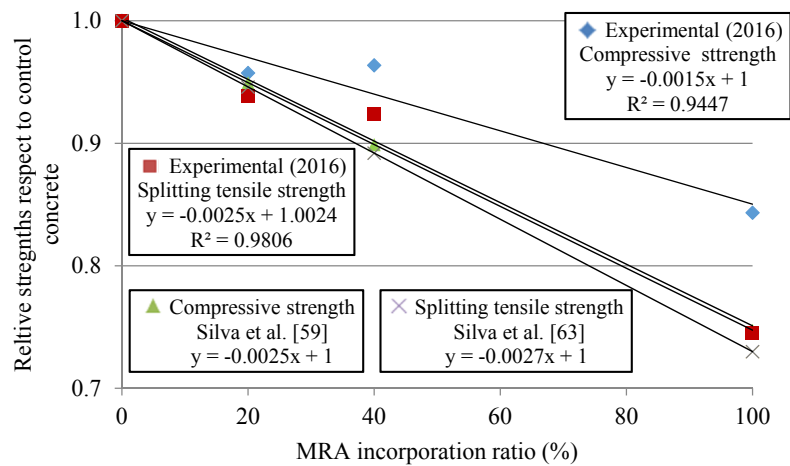 1.0
0.9
0.8
0.7
Reltive stregnths respect to control
concrete
Experimental (2016)
Compressive sttrength
y = -0.0015x + 1
R² = 0.9447
Experimental (2016)
Splitting tensile strength
y = -0.0025x + 1.0024
R² = 0.9806
Compressive strength
Silva et al. [59]
y = -0.0025x + 1
Splitting tensile strength
Silva et al. [63]
y = -0.0027x + 1
0 20 40 60 80 100
MRA incorporation ratio (%)